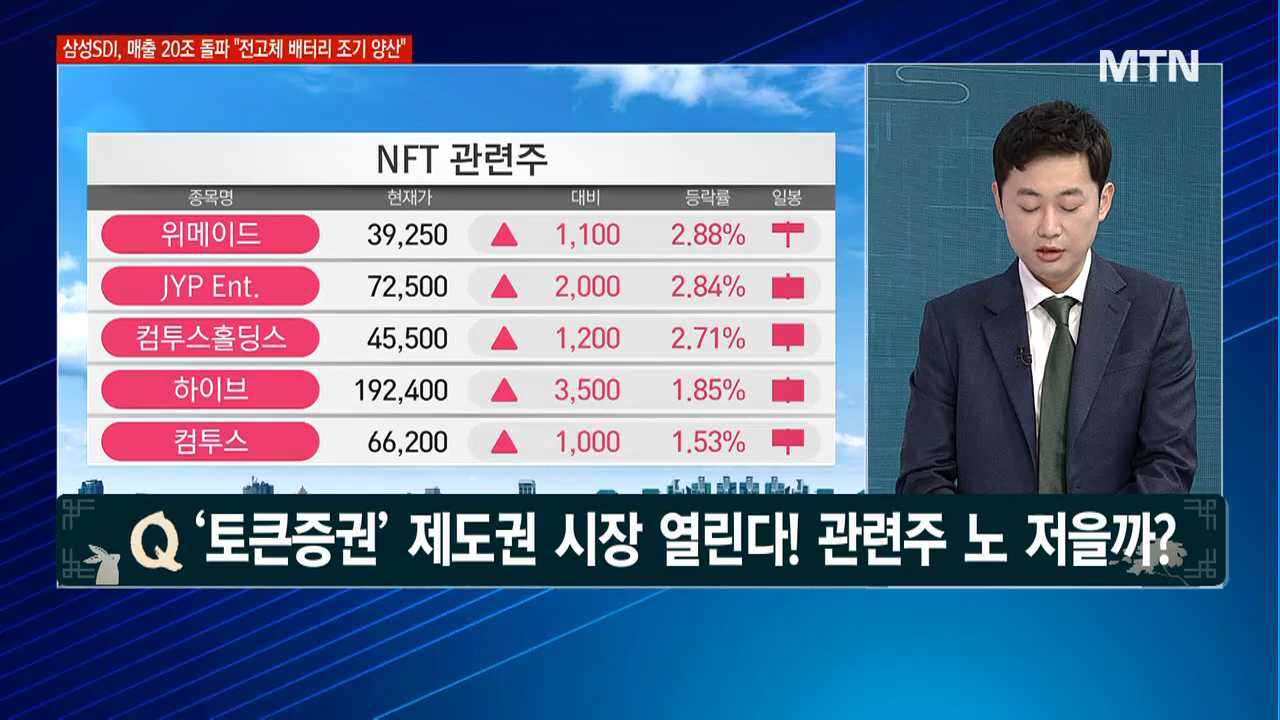 삼성SDI, 매출 20조 돌파 "전고체 배터리 조기 양산"
MTN
NFT 관련주
종목명 현재가 대비 등락률 일봉
위메이드 39,250 ▲ 1,100 2.88%
JYP Ent. 72,500 ▲ 2,000 2.84%
컴투스홀딩스 45,500 ▲ 1,200 2.71%
하이브 192,400 ▲ 3,500 1.85%
컴투스 66,200 ▲ 1,000 1.53%
Q '토큰증권' 제도권 시장 열린다! 관련주 노 저을까?